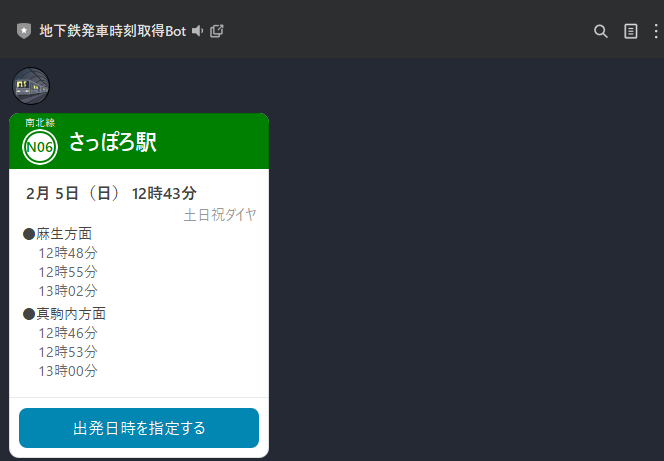 地下鉄発車時刻取得Bot
南北線
N06
さっぽろ駅
2月 5日（日） 12時43分
土日祝ダイヤ
●麻生方面
12時48分
12時55分
13時02分
●真駒内方面
12時46分
12時53分
13時00分
出発日時を指定する